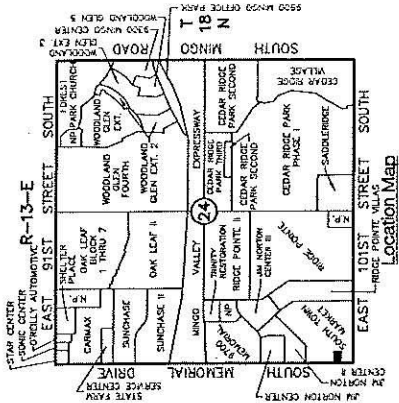 R-13-E
EAST 91ST STREET SOUTH
STAR CENTER
SONIC CENTER
O'REILLY AUTOMOTIVE
CARMAX
N.P.
SHELTER PLACE
OAK LEAF
BLOCK
1 THRU 7
OAK LEAF II
SUNCHASE
SUNCHASE II
STATE FARM
SERVICE CENTER
WOODLAND
GLEN
FOURTH
WOODLAND
GLEN
EXT.
WOODLAND
GLEN EXT. 2
FOREST
PARK CHURCH
NP
WOODLAND
GLEN EXT. 3
WOODLAND GLEN 5
9300 MINGO CENTER
9500 MINGO OFFICE PARK
T
18
N
SOUTH MEMORIAL DRIVE
SOUTH MINGO ROAD
MINGO VALLEY EXPRESSWAY
24
9700
MEMORIAL
NP
TRINITY
RESTORATION
RIDGE POINTE II
JIM NORTON
CENTER III
RIDGE POINTE
JIM NORTON CENTER
JIM NORTON
CENTER II
SOUTH TOWN
MARKET
CEDAR RIDGE
PARK THIRD
CEDAR RIDGE
PARK SECOND
CEDAR RIDGE
PARK SECOND
CEDAR RIDGE PARK
PHASE I
CEDAR RIDGE
VILLAGE
SADDLERIDGE
N.P.
RIDGE POINTE VILLAS
EAST 101ST STREET SOUTH
Location Map